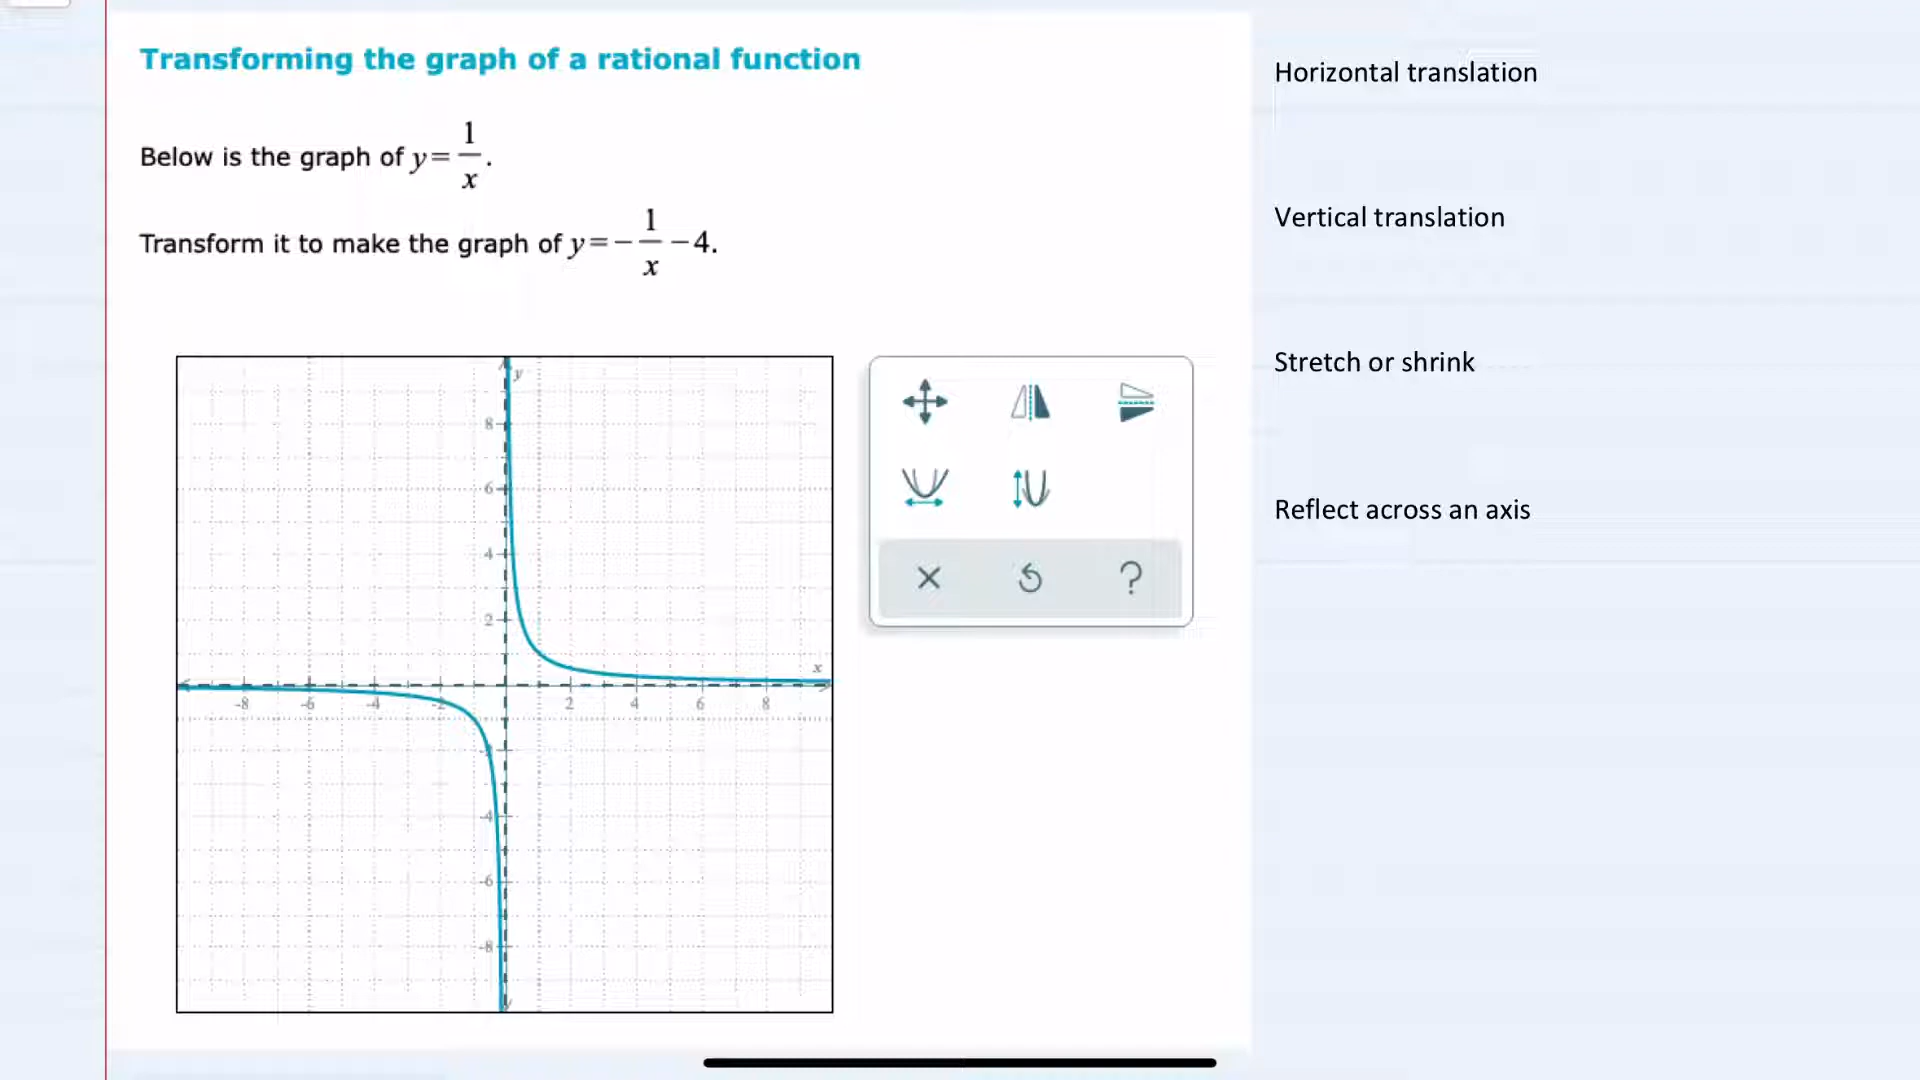 Transforming the graph of a rational function
Horizontal translation
Below is the graph of y = 1/x.
Vertical translation
Transform it to make the graph of y = − 1/x − 4.
Stretch or shrink
Reflect across an axis
y
8
6
4
2
x
-8 -6 -4 -2 2 4 6 8
-4
-6
-8
?